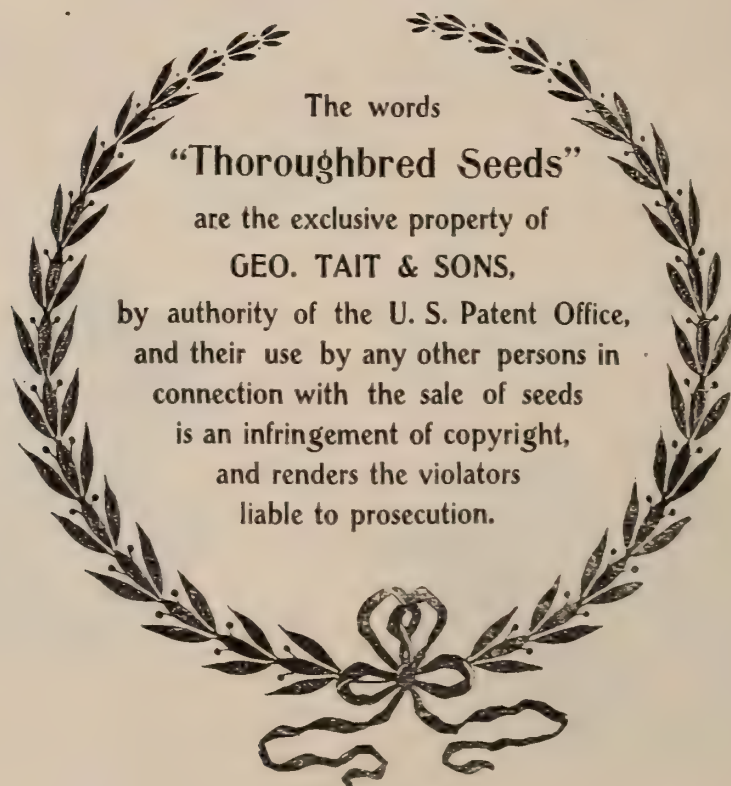 The words
“Thoroughbred Seeds”
are the exclusive property of
GEO. TAIT & SONS,
by authority of the U. S. Patent Office,
and their use by any other persons in
connection with the sale of seeds
is an infringement of copyright,
and renders the violators
liable to prosecution.